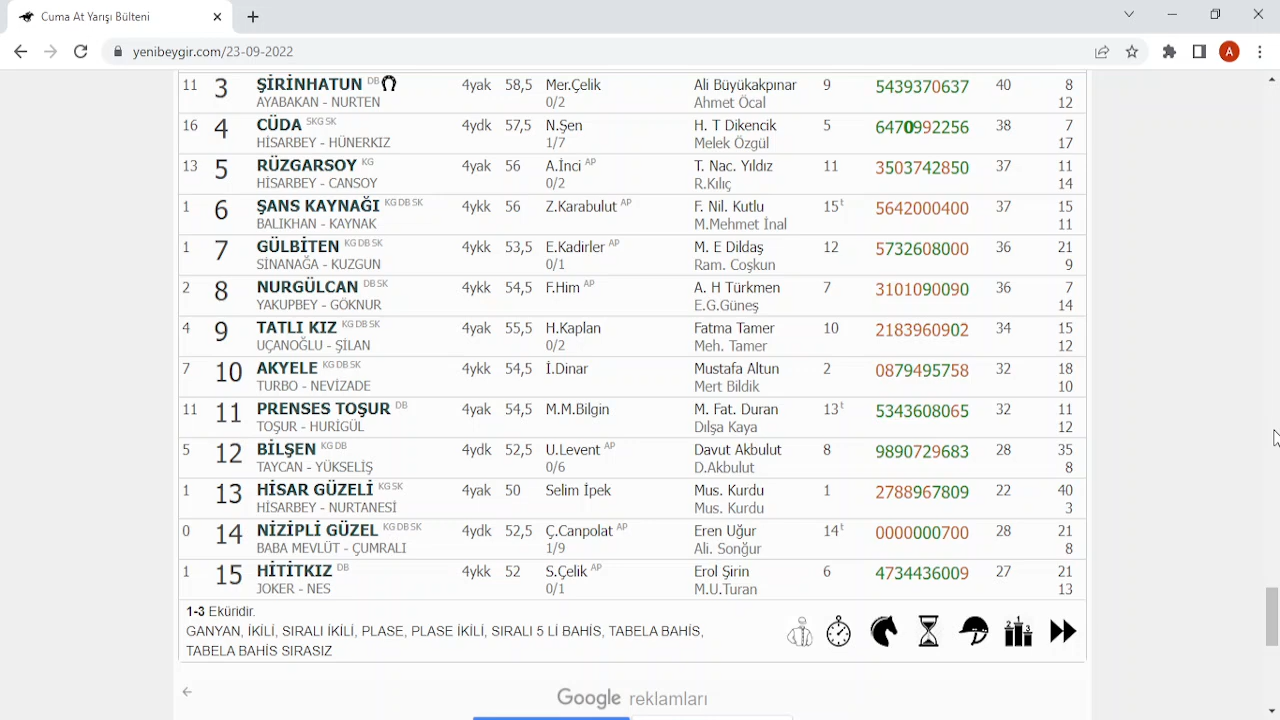 Cuma At Yarışı Bülteni
yenibeygir.com/23-09-2022
A
11 3 ŞİRİNHATUN DB 4yak 58,5 Mer.Çelik Ali Büyükakpınar 9 5439370637 40 8
AYABAKAN - NURTEN 0/2 Ahmet Öcal 12
16 4 CÜDA SKG SK 4ydk 57,5 N.Şen H. T Dikencik 5 6470992256 38 7
HİSARBEY - HÜNERKIZ 1/7 Melek Özgül 17
13 5 RÜZGARSOY KG 4yak 56 A.İnci AP T. Nac. Yıldız 11 3503742850 37 11
HİSARBEY - CANSOY 0/2 R.Kılıç 14
1 6 ŞANS KAYNAĞI KG DB SK 4ykk 56 Z.Karabulut AP F. Nil. Kutlu 15t 5642000400 37 15
BALIKHAN - KAYNAK M.Mehmet İnal 11
1 7 GÜLBİTEN KG DB SK 4ykk 53,5 E.Kadirler AP M. E Dildaş 12 5732608000 36 21
SİNANAĞA - KUZGUN 0/1 Ram. Coşkun 9
2 8 NURGÜLCAN DB SK 4ykk 54,5 F.Him AP A. H Türkmen 7 3101090090 36 7
YAKUPBEY - GÖKNUR E.G.Güneş 14
4 9 TATLI KIZ KG DB SK 4yak 55,5 H.Kaplan Fatma Tamer 10 2183960902 34 15
UÇANOĞLU - ŞİLAN 0/2 Meh. Tamer 12
7 10 AKYELE KG DB SK 4ykk 54,5 İ.Dinar Mustafa Altun 2 0879495758 32 18
TURBO - NEVİZADE Mert Bildik 10
11 11 PRENSES TOŞUR DB 4yak 54,5 M.M.Bilgin M. Fat. Duran 13t 5343608065 32 11
TOŞUR - HURİGÜL Dılşa Kaya 12
5 12 BİLŞEN KG DB 4ydk 52,5 U.Levent AP Davut Akbulut 8 9890729683 28 35
TAYCAN - YÜKSELİŞ 0/6 D.Akbulut 8
1 13 HİSAR GÜZELİ KG SK 4yak 50 Selim İpek Mus. Kurdu 1 2788967809 22 40
HİSARBEY - NURTANESİ Mus. Kurdu 3
0 14 NİZİPLİ GÜZEL KG DB SK 4ydk 52,5 Ç.Canpolat AP Eren Uğur 14t 0000000700 28 21
BABA MEVLÜT - ÇUMRALI 1/9 Ali. Sonğur 8
1 15 HİTİTKIZ DB 4ykk 52 S.Çelik AP Erol Şirin 6 4734436009 27 21
JOKER - NES 0/1 M.U.Turan 13
1-3 Eküridir.
GANYAN, İKİLİ, SIRALI İKİLİ, PLASE, PLASE İKİLİ, SIRALI 5 Lİ BAHİS, TABELA BAHİS,
TABELA BAHİS SIRASIZ
Google reklamları